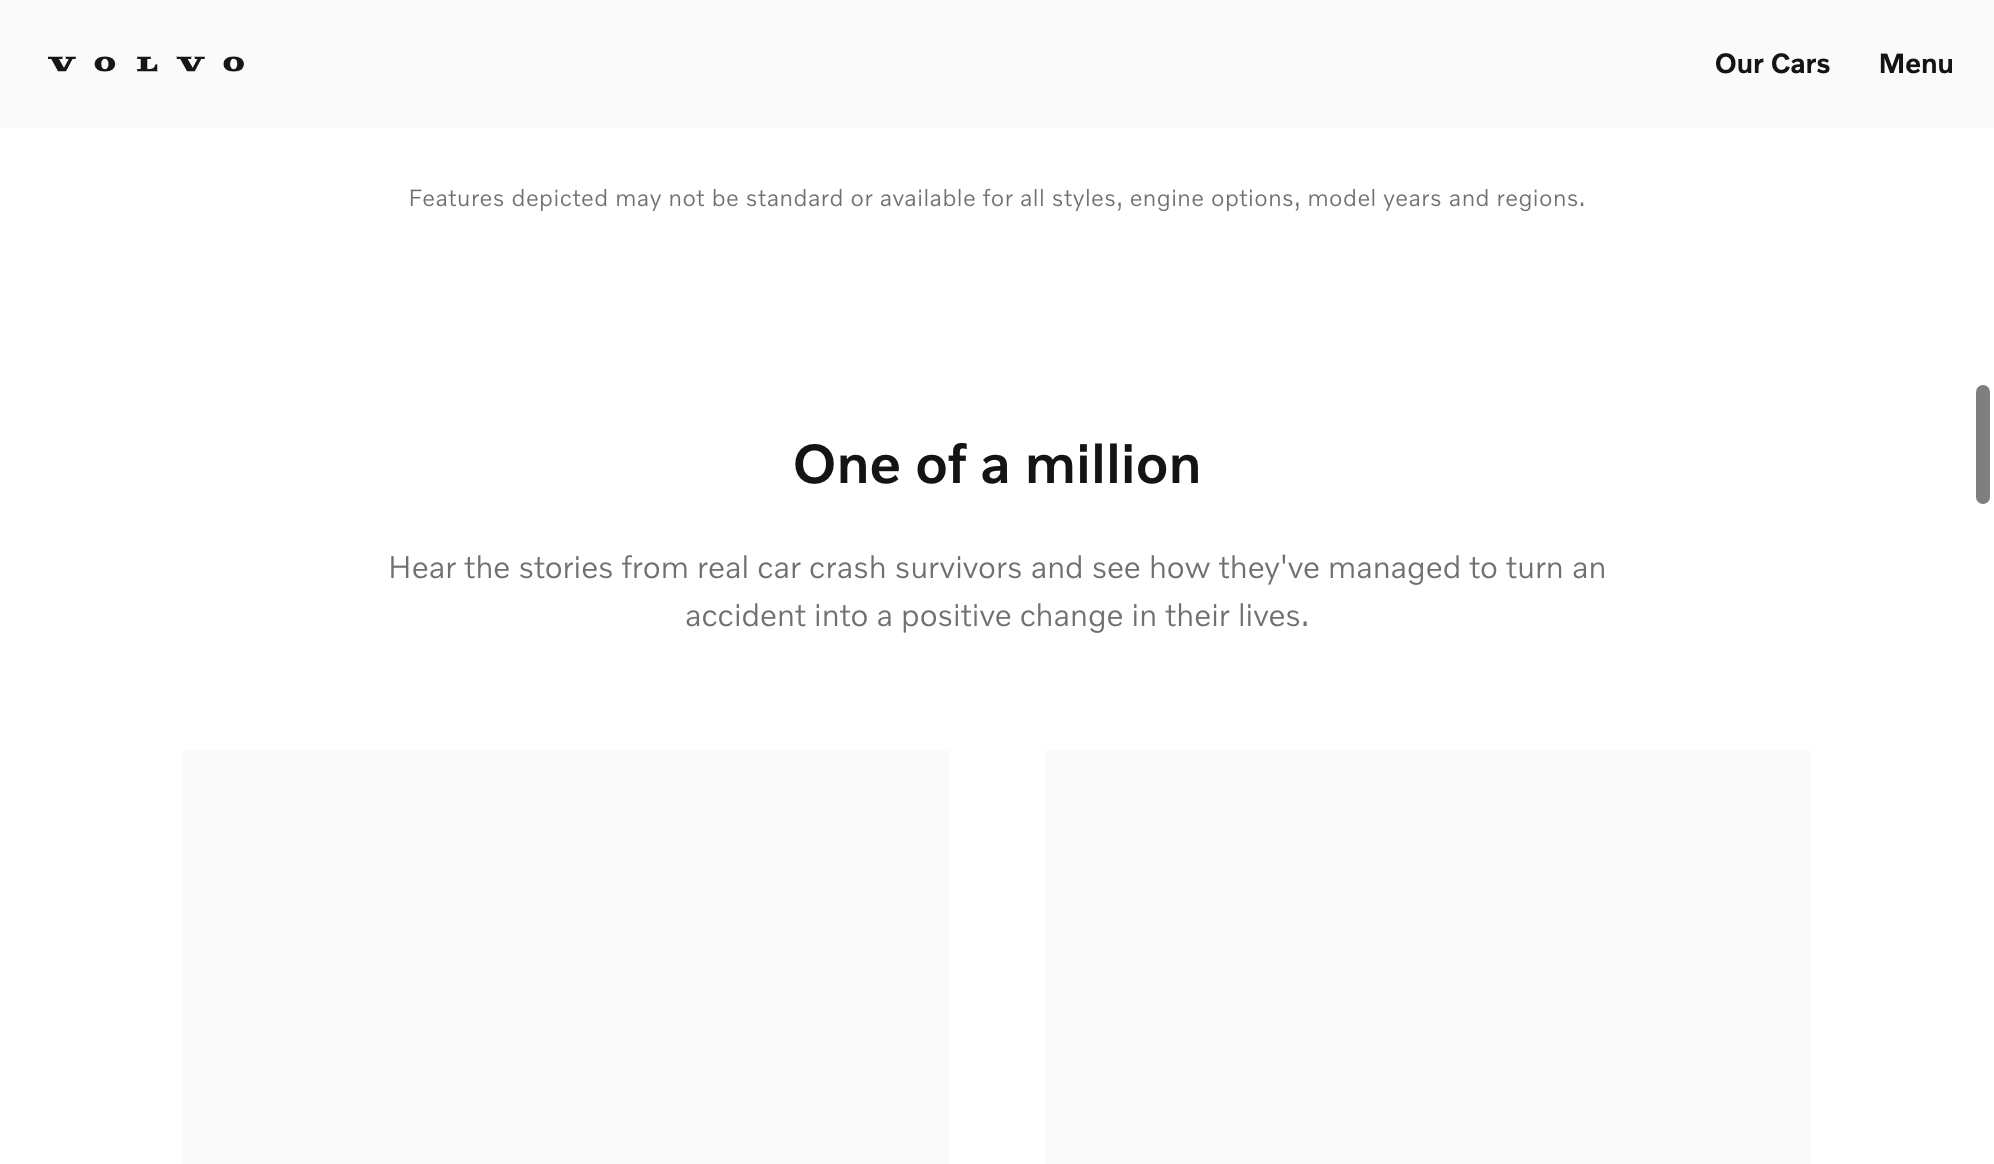 VOLVO
Our Cars
Menu
Features depicted may not be standard or available for all styles, engine options, model years and regions.
One of a million
Hear the stories from real car crash survivors and see how they've managed to turn an
accident into a positive change in their lives.